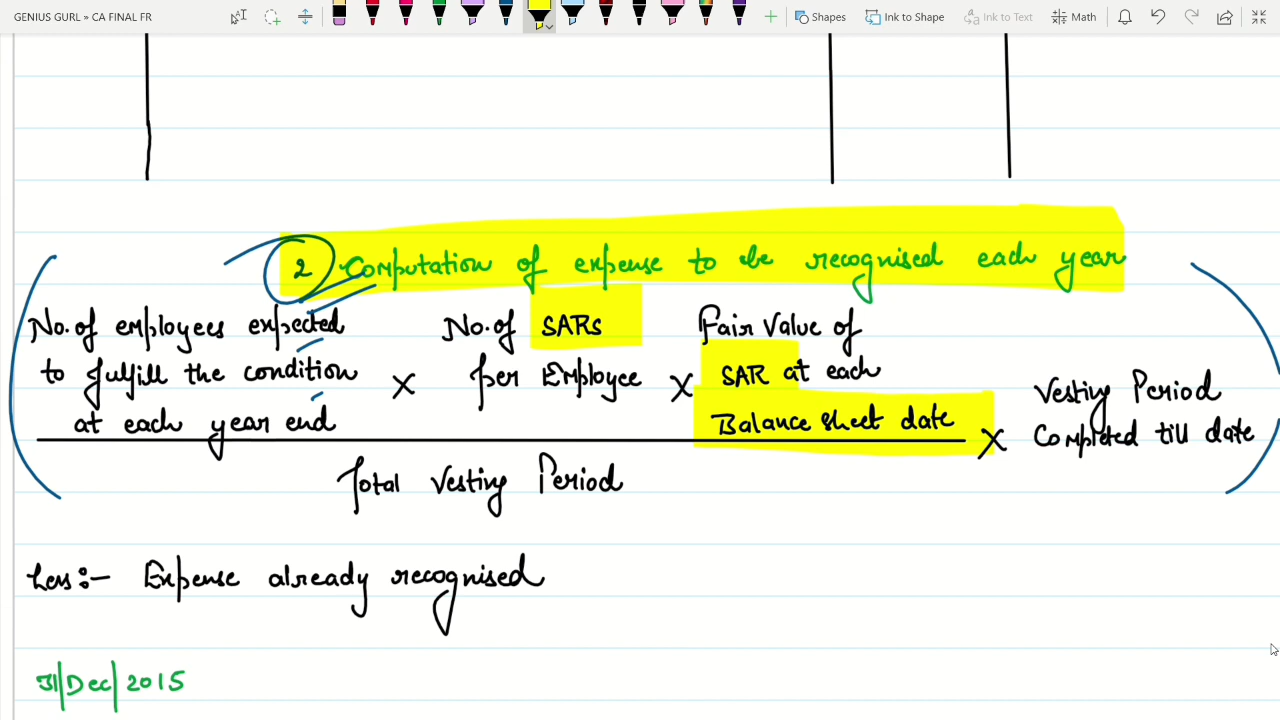 GENIUS GURL » CA FINAL FR
Shapes
Ink to Shape
Ink to Text
Math
2 Computation of expense to be recognised each year
No. of employees expected to fulfill the condition at each year end × No. of SARs per Employee × Fair Value of SAR at each Balance sheet date × Vesting Period Completed till date
Total Vesting Period
Less:- Expense already recognised
31/Dec/2015